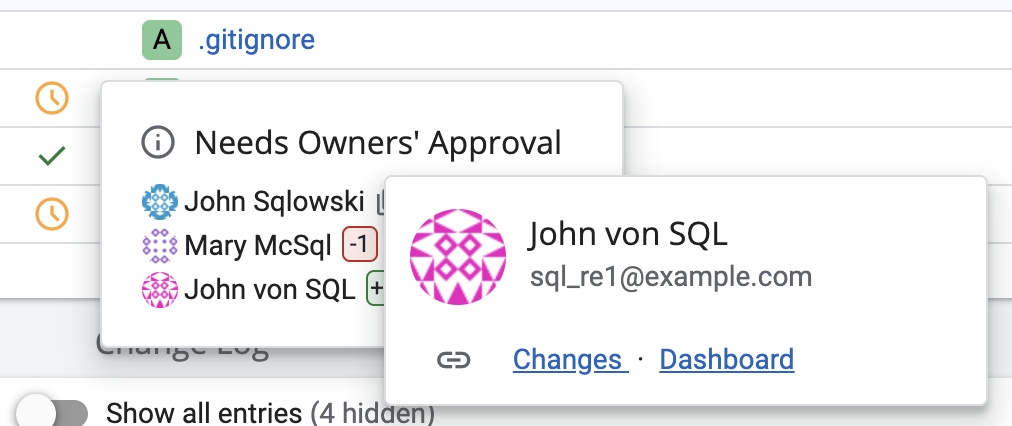 A .gitignore
Needs Owners' Approval
John Sqlowski
Mary McSql -1
John von SQL +
John von SQL
sql_re1@example.com
Changes · Dashboard
Change Log
Show all entries (4 hidden)